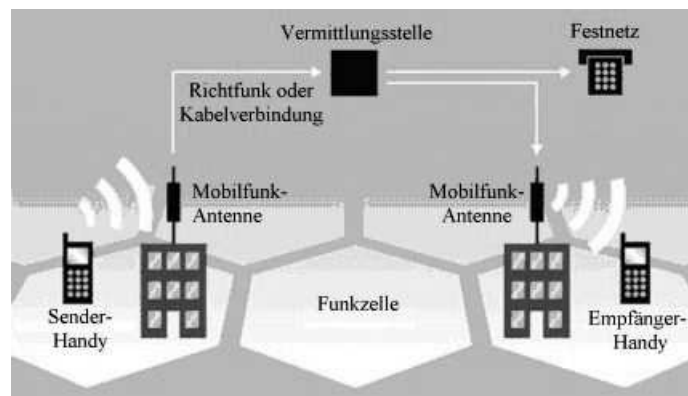 Vermittlungsstelle
Festnetz
Richtfunk oder
Kabelverbindung
Mobilfunk-
Antenne
Mobilfunk-
Antenne
Sender-
Handy
Funkzelle
Empfänger-
Handy